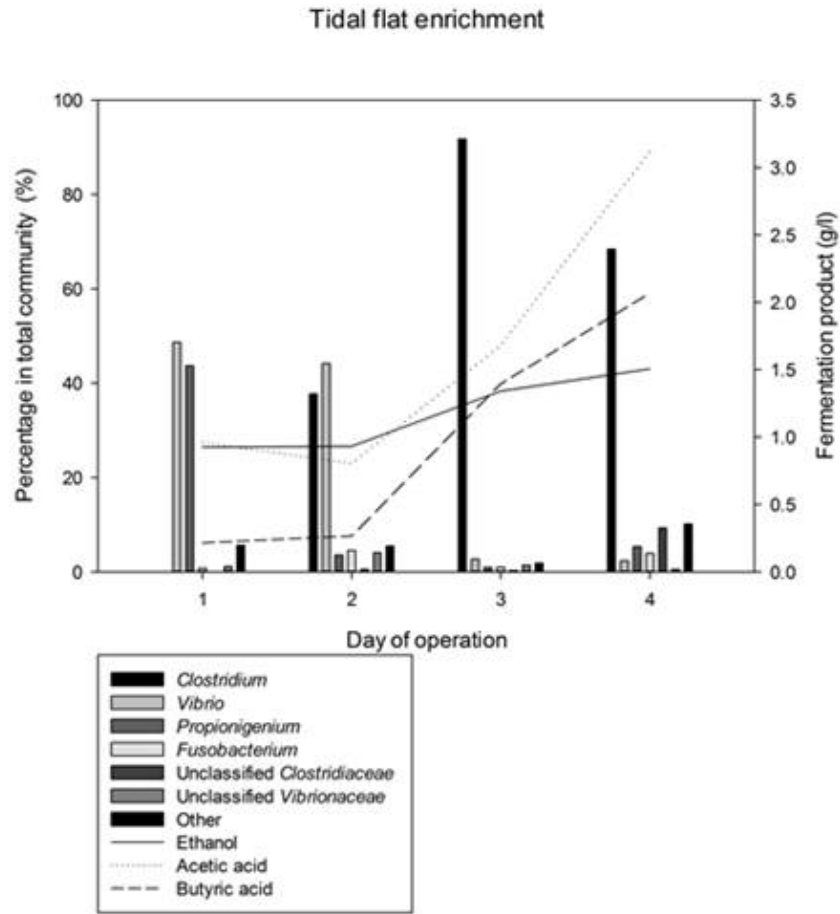 Tidal flat enrichment
100
80
60
40
20
0
Percentage in total community (%)
3.5
3.0
2.5
2.0
1.5
1.0
0.5
0.0
Fermentation product (g/l)
1 2 3 4
Day of operation
Clostridium
Vibrio
Propionigenium
Fusobacterium
Unclassified Clostridiaceae
Unclassified Vibrionaceae
Other
Ethanol
Acetic acid
Butyric acid